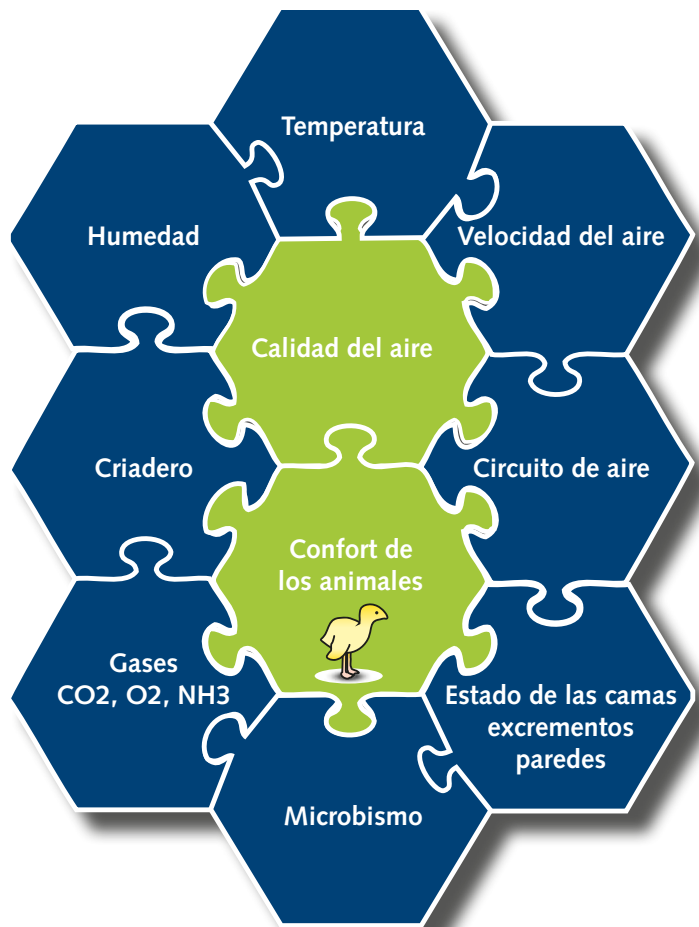 Temperatura
Humedad
Velocidad del aire
Calidad del aire
Criadero
Circuito de aire
Confort de
los animales
Gases
CO2, O2, NH3
Estado de las camas
excrementos
paredes
Microbismo